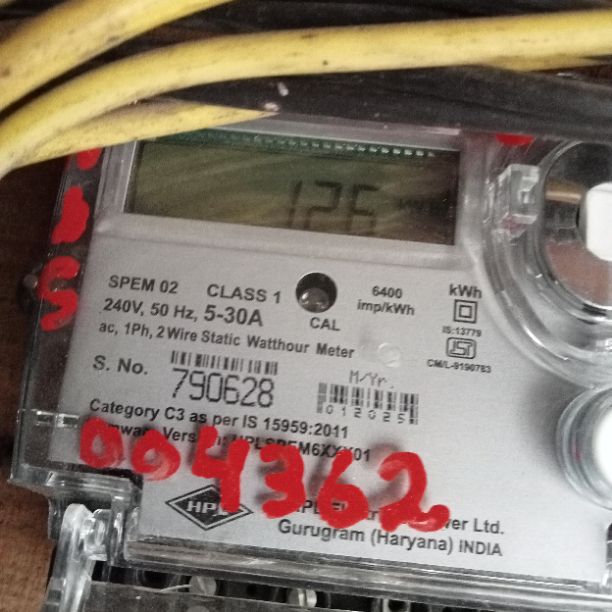 126
SPEM 02 CLASS 1 6400 imp/kWh kWh
240V, 50 Hz, 5-30A CAL IS:13779
ac, 1Ph, 2 Wire Static Watthour Meter
CM/L-9190783
S. No. 790628 M/Yr.
012025
Category C3 as per IS 15959:2011
004362
HPL
Ltd.
Gurugram (Haryana) INDIA